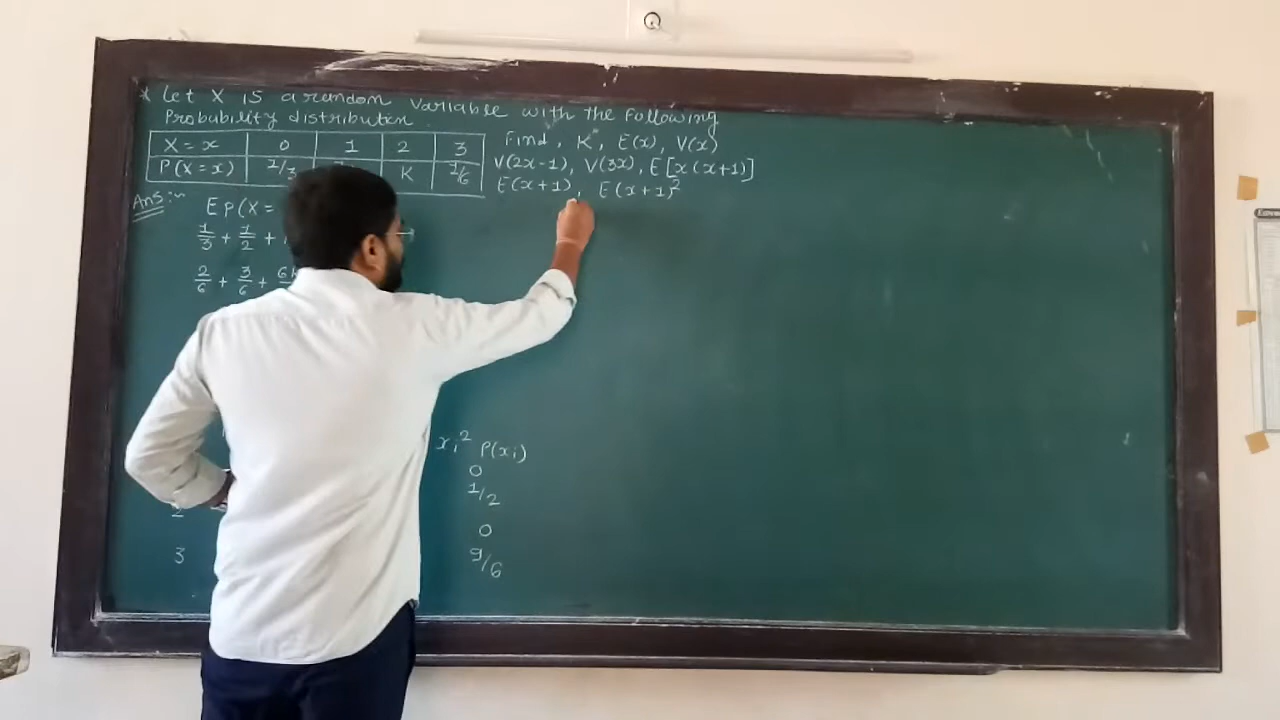 * Let X is a random variable with the following
Probability distribution
X = x 0 1 2 3
P(X = x) 1/3 K 1/6
Find, K, E(x), V(x)
V(2x-1), V(3x), E[x(x+1)]
E(x+1), E(x+1)²
Ans:~
EP(X =
1/3 + 1/2 +
2/6 + 3/6 + 6K
xi² P(xi)
0
1/2
2
0
3
9/6